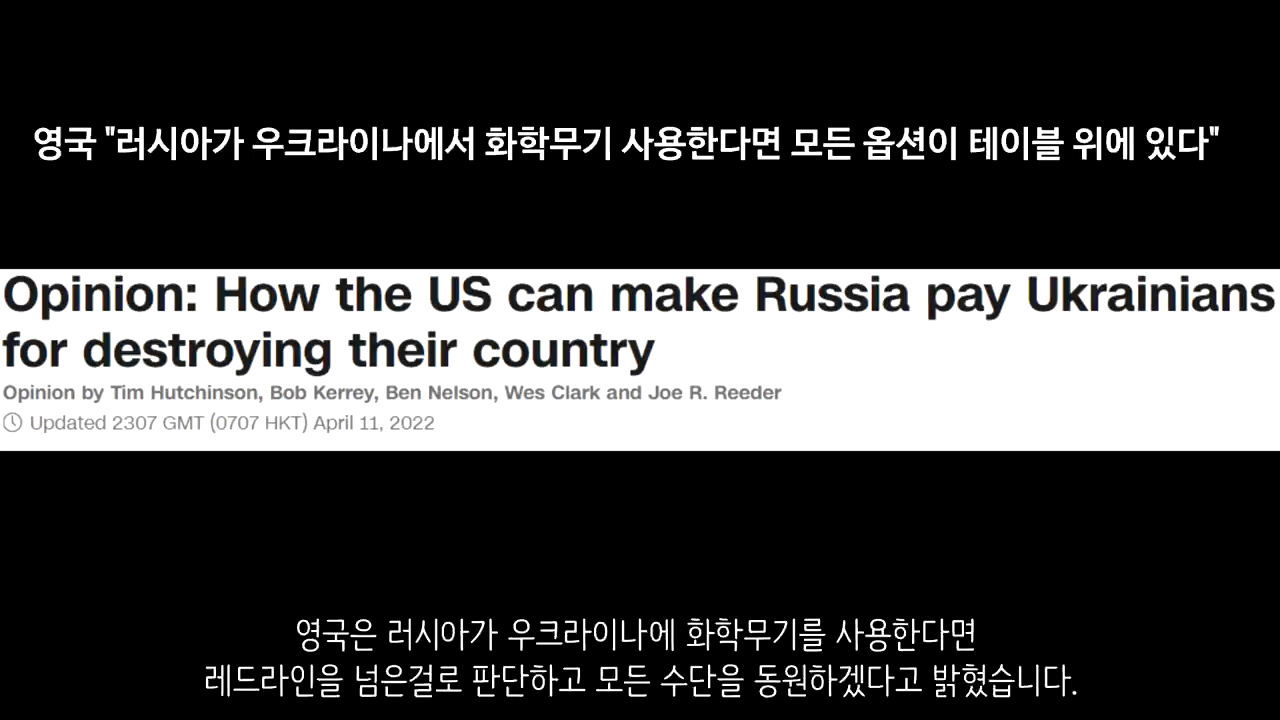 영국 "러시아가 우크라이나에서 화학무기 사용한다면 모든 옵션이 테이블 위에 있다"
Opinion: How the US can make Russia pay Ukrainians
for destroying their country
Opinion by Tim Hutchinson, Bob Kerrey, Ben Nelson, Wes Clark and Joe R. Reeder
Updated 2307 GMT (0707 HKT) April 11, 2022
영국은 러시아가 우크라이나에 화학무기를 사용한다면
레드라인을 넘은걸로 판단하고 모든 수단을 동원하겠다고 밝혔습니다.